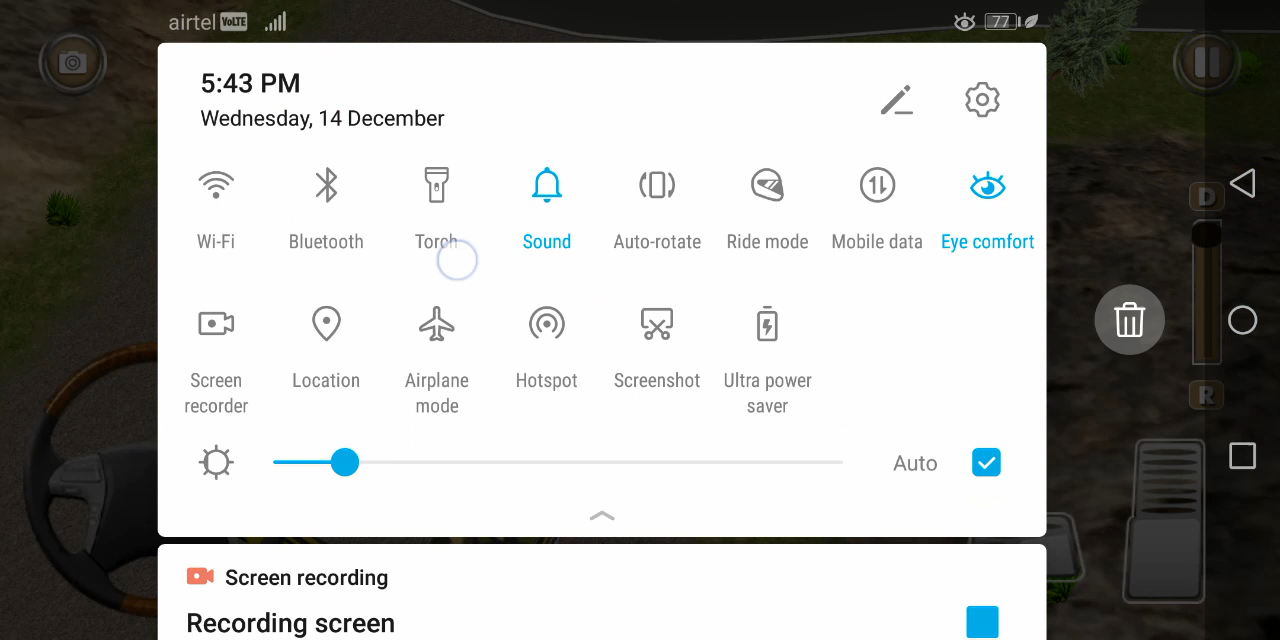 airtel VoLTE 77
5:43 PM
Wednesday, 14 December
Wi-Fi Bluetooth Torch Sound Auto-rotate Ride mode Mobile data Eye comfort
D
Screen recorder Location Airplane mode Hotspot Screenshot Ultra power saver
R
Auto
Screen recording
Recording screen